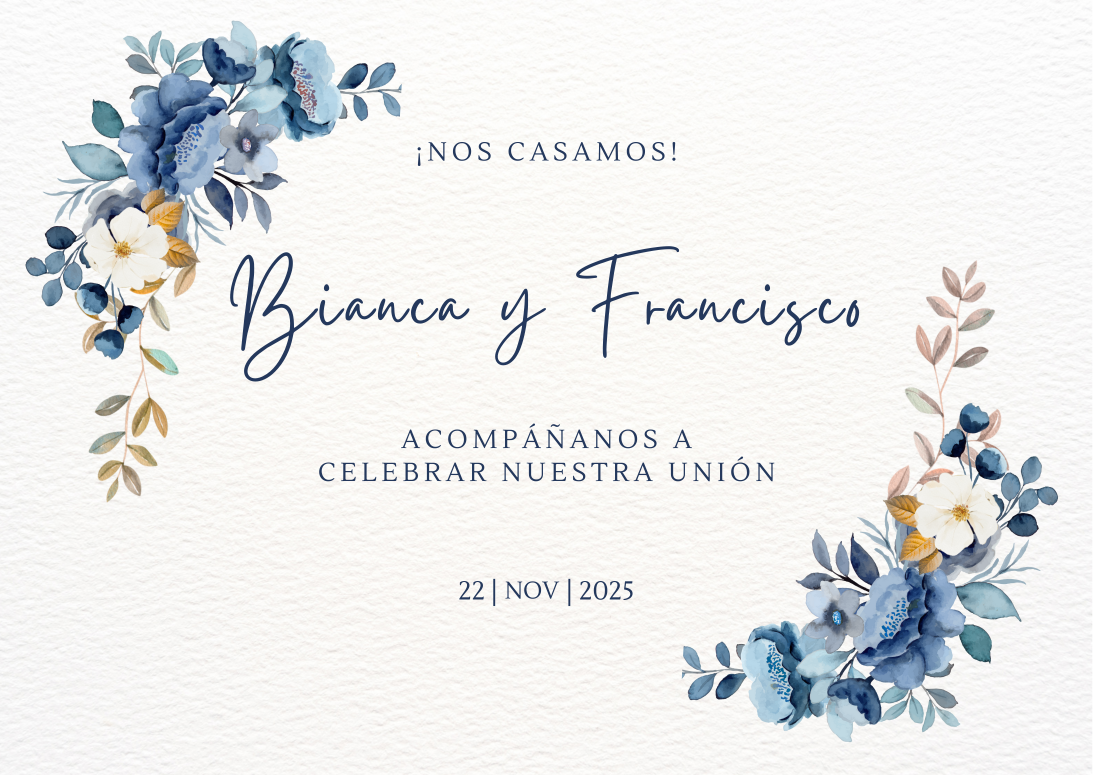 ¡NOS CASAMOS!
Bianca y Francisco
ACOMPÁÑANOS A
CELEBRAR NUESTRA UNIÓN
22 | NOV | 2025